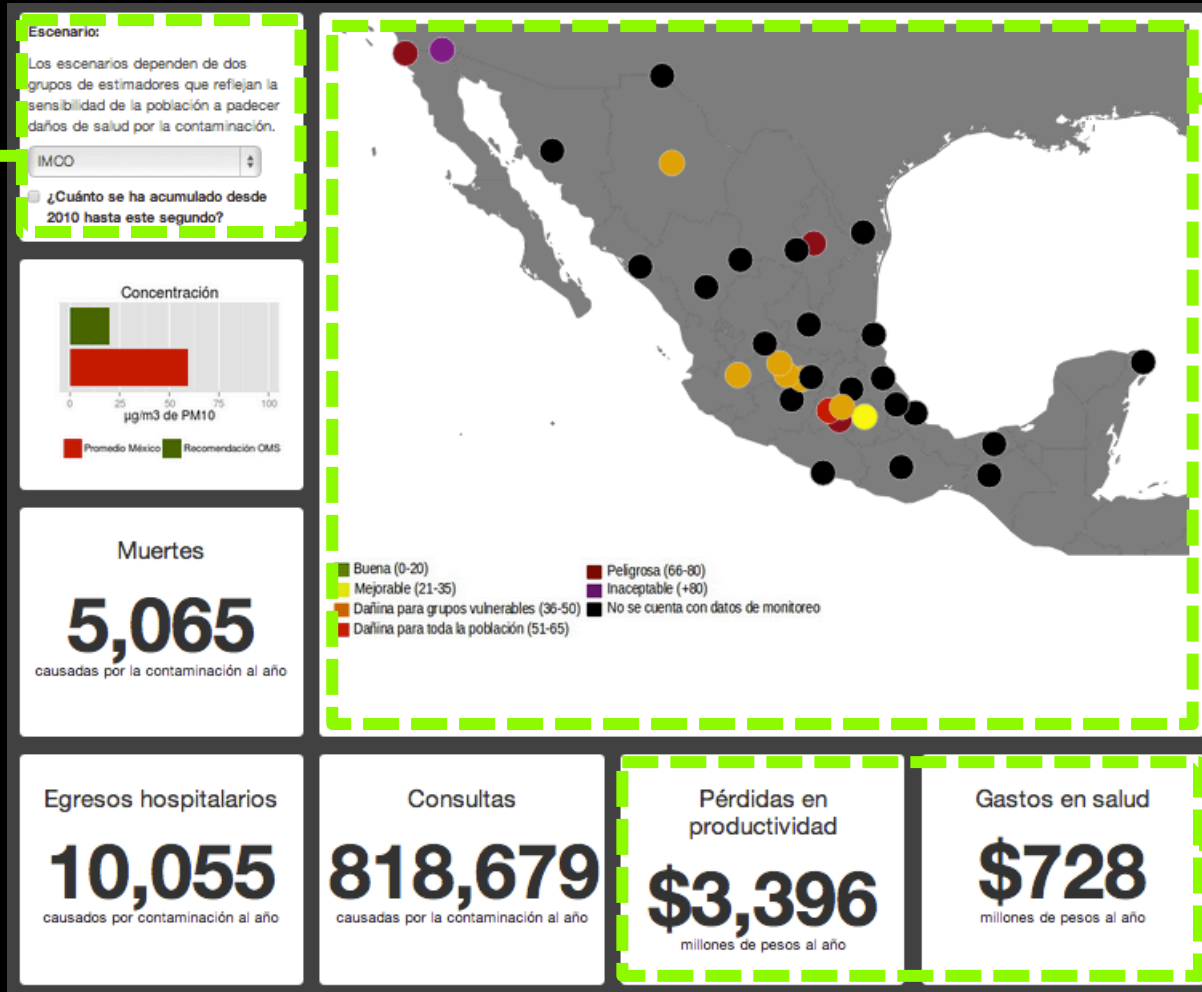 Escenario:
Los escenarios dependen de dos
grupos de estimadores que reflejan la
sensibilidad de la población a padecer
daños de salud por la contaminación.
IMCO
¿Cuánto se ha acumulado desde
2010 hasta este segundo?
Concentración
0 25 50 75 100
µg/m3 de PM10
Promedio México Recomendación OMS
Muertes
5,065
causadas por la contaminación al año
Buena (0-20)
Mejorable (21-35)
Dañina para grupos vulnerables (36-50)
Dañina para toda la población (51-65)
Peligrosa (66-80)
Inaceptable (+80)
No se cuenta con datos de monitoreo
Egresos hospitalarios
10,055
causados por contaminación al año
Consultas
818,679
causadas por la contaminación al año
Pérdidas en
productividad
$3,396
millones de pesos al año
Gastos en salud
$728
millones de pesos al año